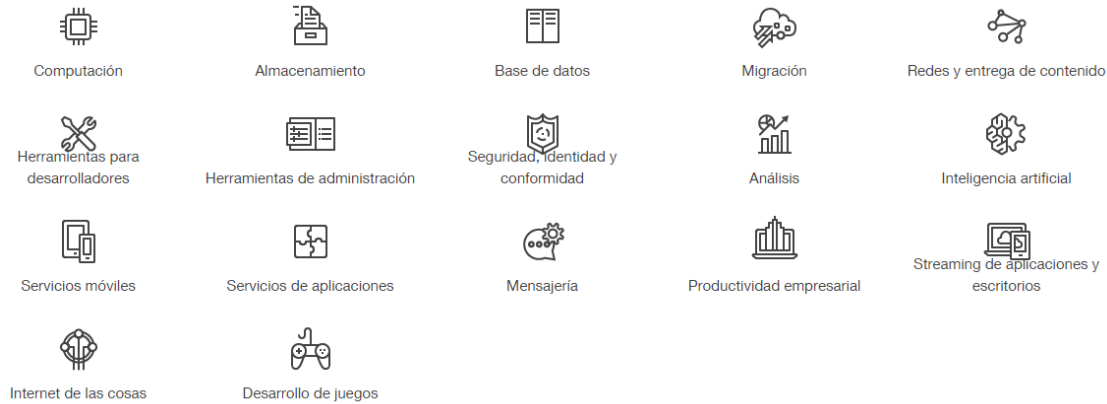 Computación
Almacenamiento
Base de datos
Migración
Redes y entrega de contenido
Herramientas para
desarrolladores
Herramientas de administración
Seguridad, identidad y
conformidad
Análisis
Inteligencia artificial
Servicios móviles
Servicios de aplicaciones
Mensajería
Productividad empresarial
Streaming de aplicaciones y
escritorios
Internet de las cosas
Desarrollo de juegos